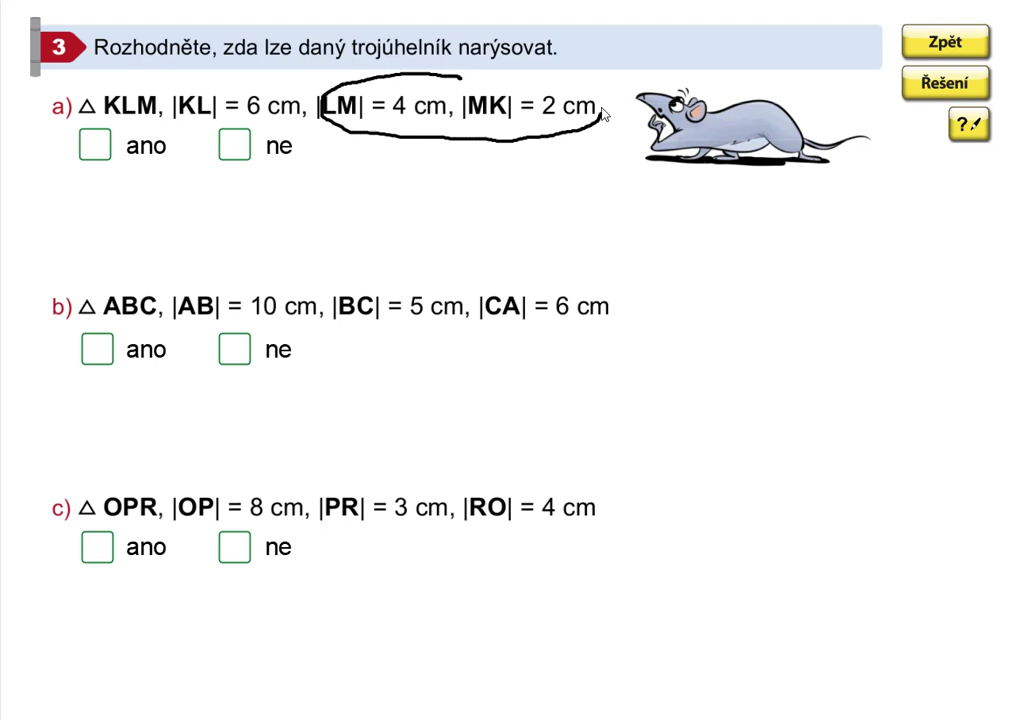 3 Rozhodněte, zda lze daný trojúhelník narýsovat.
Zpět
Řešení
?
a) △ KLM, |KL| = 6 cm, |LM| = 4 cm, |MK| = 2 cm
ano ne
b) △ ABC, |AB| = 10 cm, |BC| = 5 cm, |CA| = 6 cm
ano ne
c) △ OPR, |OP| = 8 cm, |PR| = 3 cm, |RO| = 4 cm
ano ne